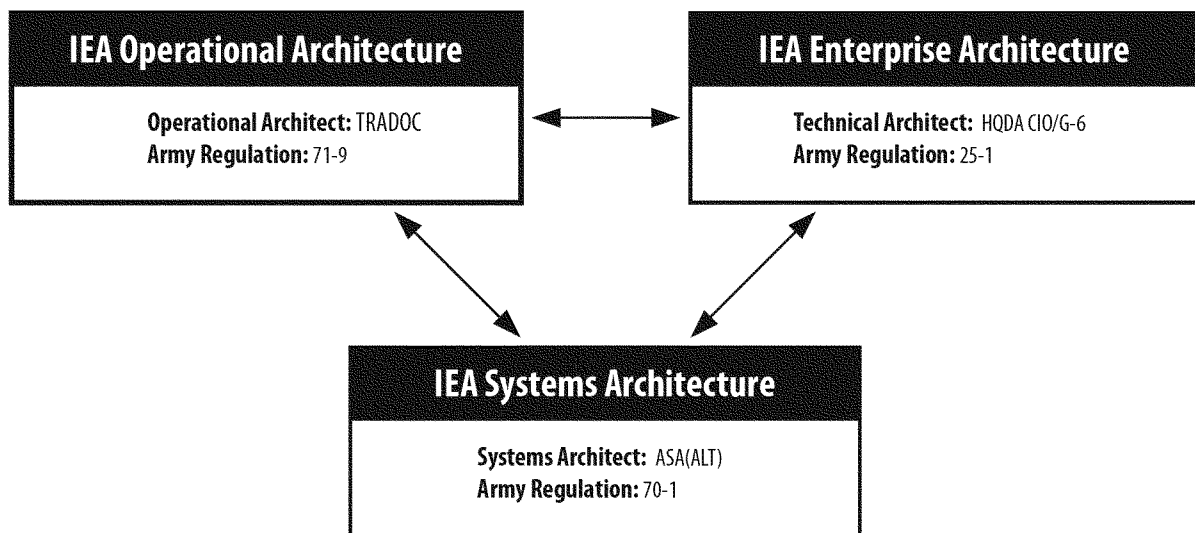 IEA Operational Architecture
Operational Architect: TRADOC
Army Regulation: 71-9
IEA Enterprise Architecture
Technical Architect: HQDA CIO/G-6
Army Regulation: 25-1
IEA Systems Architecture
Systems Architect: ASA(ALT)
Army Regulation: 70-1